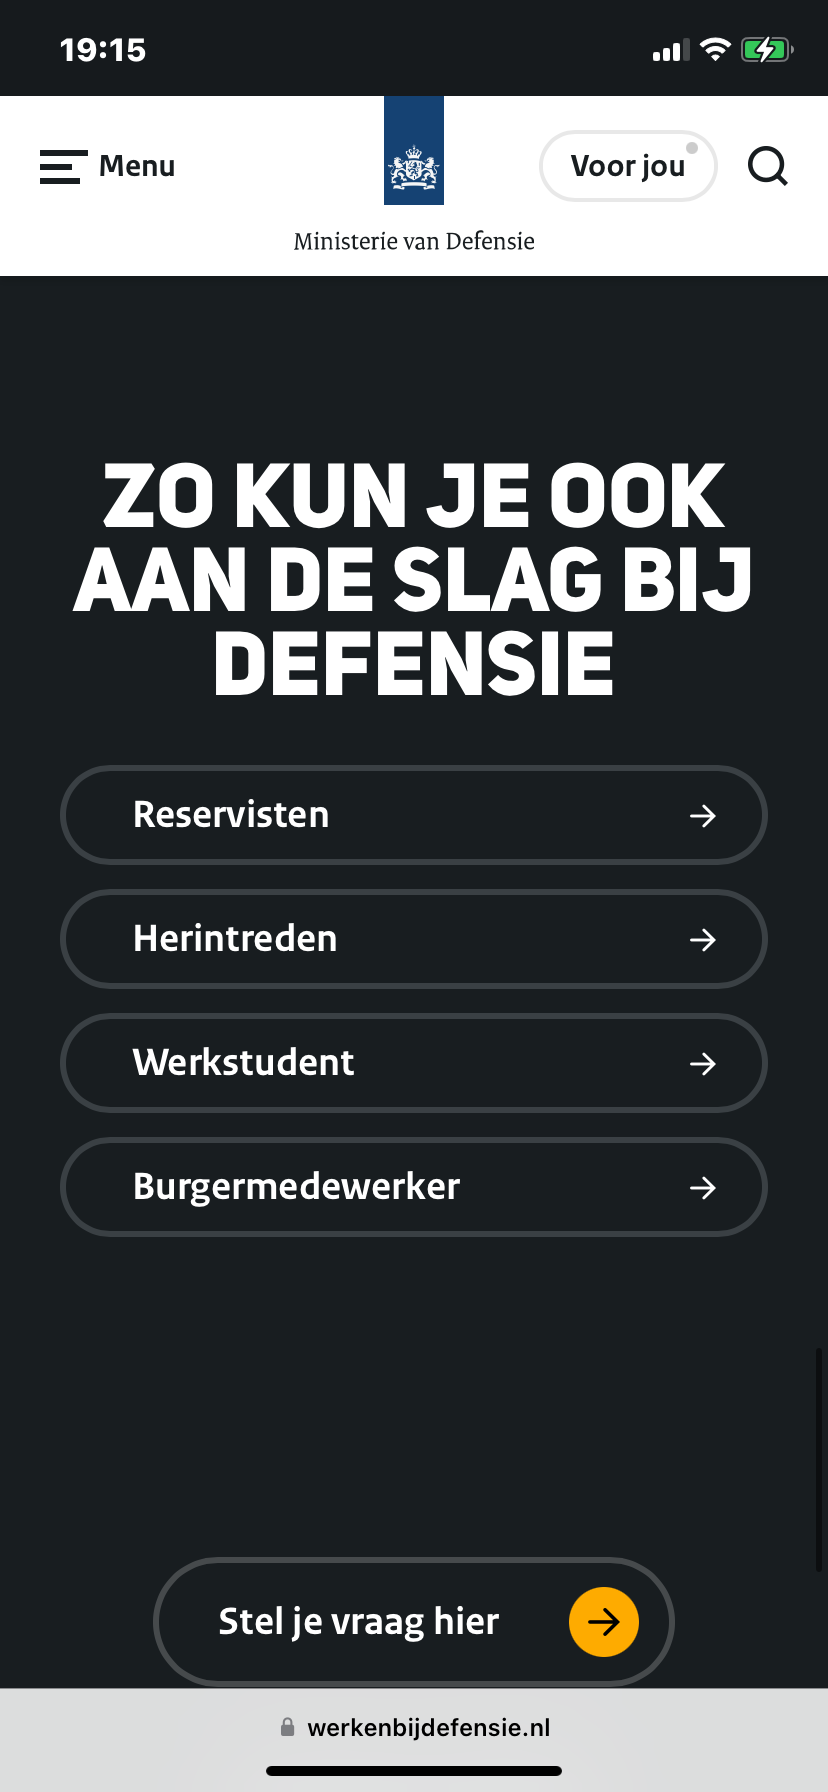 19:15
Menu
Voor jou
Ministerie van Defensie
ZO KUN JE OOK
AAN DE SLAG BIJ
DEFENSIE
Reservisten
Herintreden
Werkstudent
Burgermedewerker
Stel je vraag hier
werkenbijdefensie.nl